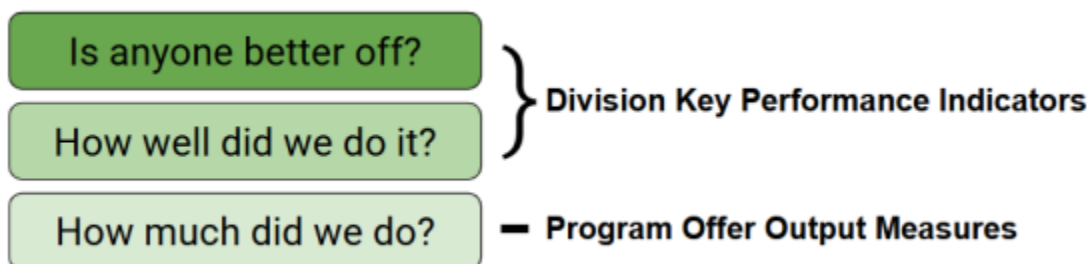 Is anyone better off?
Division Key Performance Indicators
How well did we do it?
How much did we do?
Program Offer Output Measures